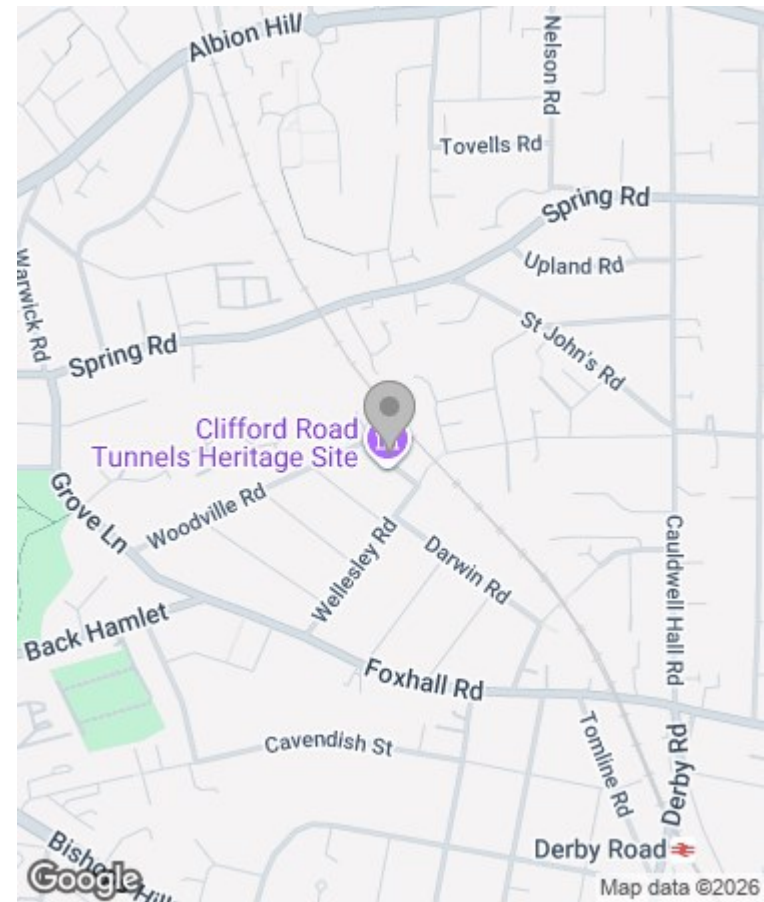 Albion Hill
Nelson Rd
Tovells Rd
Spring Rd
Upland Rd
Warwick Rd
St John's Rd
Spring Rd
Clifford Road
Tunnels Heritage Site
Grove Ln
Woodville Rd
Wellesley Rd
Darwin Rd
Cauldwell Hall Rd
Back Hamlet
Foxhall Rd
Cavendish St
Tomline Rd
Derby Rd
Derby Road
Google
Map data ©2026